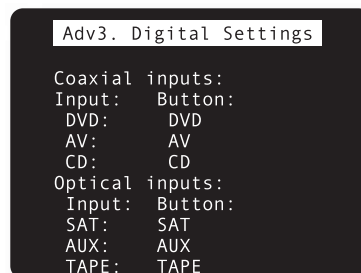 Adv3. Digital Settings
Coaxial inputs:
Input: Button:
DVD: DVD
AV: AV
CD: CD
Optical inputs:
Input: Button:
SAT: SAT
AUX: AUX
TAPE: TAPE